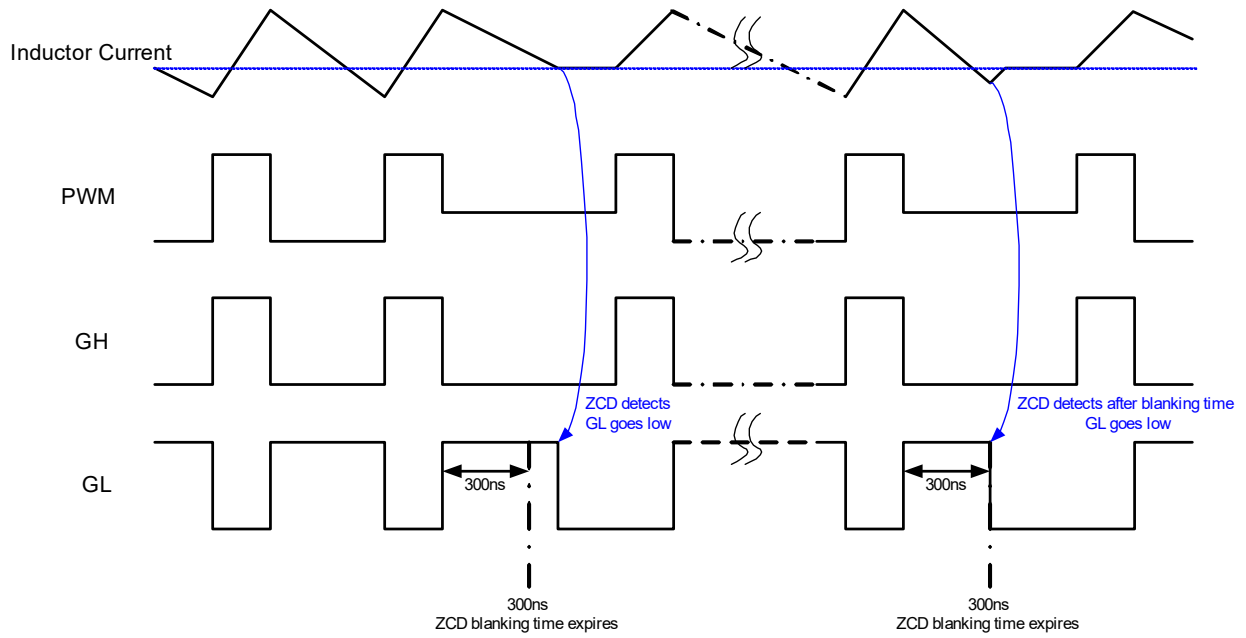 Inductor Current
PWM
GH
ZCD detects
GL goes low
ZCD detects after blanking time
GL goes low
GL
300ns
300ns
300ns
ZCD blanking time expires
300ns
ZCD blanking time expires